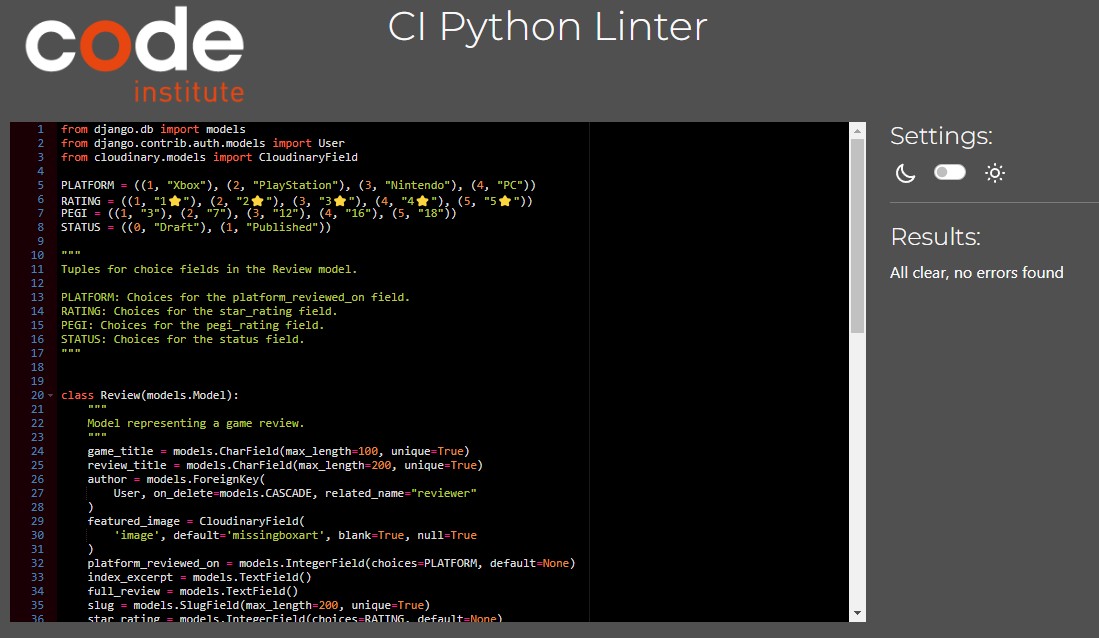 code
institute
CI Python Linter
1 from django.db import models
2 from django.contrib.auth.models import User
3 from cloudinary.models import CloudinaryField
4
5 PLATFORM = ((1, "Xbox"), (2, "PlayStation"), (3, "Nintendo"), (4, "PC"))
6 RATING = ((1, "1⭐"), (2, "2⭐"), (3, "3⭐"), (4, "4⭐"), (5, "5⭐"))
7 PEGI = ((1, "3"), (2, "7"), (3, "12"), (4, "16"), (5, "18"))
8 STATUS = ((0, "Draft"), (1, "Published"))
9
10 """
11 Tuples for choice fields in the Review model.
12
13 PLATFORM: Choices for the platform_reviewed_on field.
14 RATING: Choices for the star_rating field.
15 PEGI: Choices for the pegi_rating field.
16 STATUS: Choices for the status field.
17 """
18
19
20 class Review(models.Model):
21     """
22     Model representing a game review.
23     """
24     game_title = models.CharField(max_length=100, unique=True)
25     review_title = models.CharField(max_length=200, unique=True)
26     author = models.ForeignKey(
27         User, on_delete=models.CASCADE, related_name="reviewer"
28     )
29     featured_image = CloudinaryField(
30         'image', default='missingboxart', blank=True, null=True
31     )
32     platform_reviewed_on = models.IntegerField(choices=PLATFORM, default=None)
33     index_excerpt = models.TextField()
34     full_review = models.TextField()
35     slug = models.SlugField(max_length=200, unique=True)
36     star_rating = models.IntegerField(choices=RATING, default=None)
Settings:
Results:
All clear, no errors found